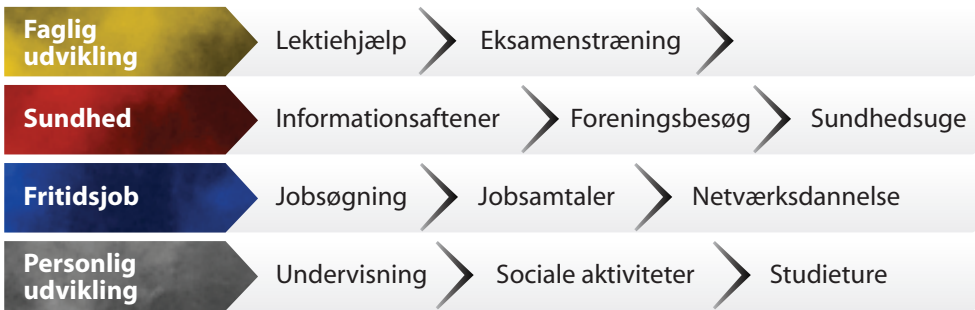 Faglig
udvikling
Lektiehjælp
Eksamenstræning
Sundhed
Informationsaftener
Foreningsbesøg
Sundhedsuge
Fritidsjob
Jobsøgning
Jobsamtaler
Netværksdannelse
Personlig
udvikling
Undervisning
Sociale aktiviteter
Studieture